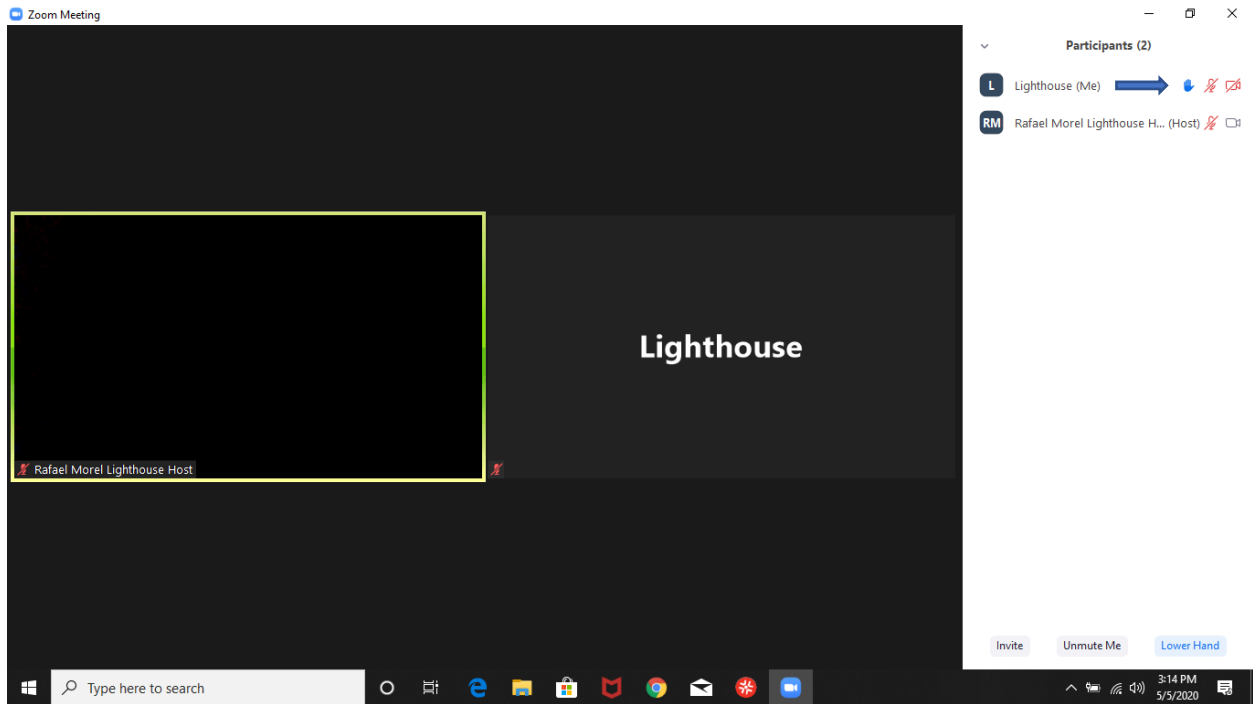 Zoom Meeting
Participants (2)
L Lighthouse (Me)
RM Rafael Morel Lighthouse H... (Host)
Lighthouse
Rafael Morel Lighthouse Host
Invite Unmute Me Lower Hand
Type here to search
3:14 PM
5/5/2020